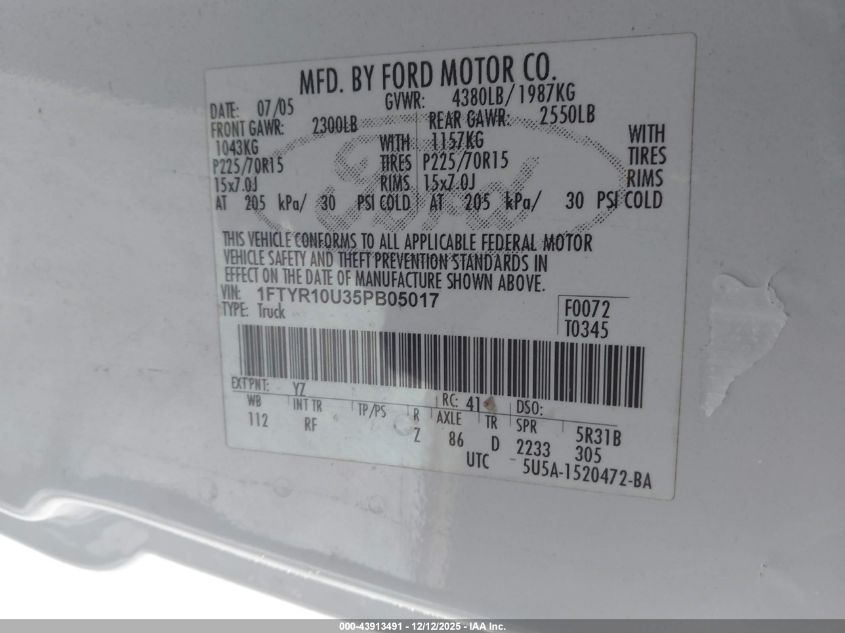 MFD. BY FORD MOTOR CO.
DATE: 07/05 GVWR: 4380LB/1987KG
FRONT GAWR: 2300LB REAR GAWR: 2550LB
1043KG WITH 1157KG WITH
P225/70R15 TIRES P225/70R15 TIRES
15x7.0J RIMS 15x7.0J RIMS
AT 205 kPa/ 30 PSI COLD AT 205 kPa/ 30 PSI COLD
Ford
THIS VEHICLE CONFORMS TO ALL APPLICABLE FEDERAL MOTOR
VEHICLE SAFETY AND THEFT PREVENTION STANDARDS IN
EFFECT ON THE DATE OF MANUFACTURE SHOWN ABOVE.
VIN: 1FTYR10U35PB05017 F0072
TYPE: Truck T0345
EXT PNT: YZ RC: 41 DSO:
WB INT TR TP/PS R AXLE TR SPR 5R31B
112 RF Z 86 D 2233 305
UTC 5U5A-1520472-BA
000-43913491 - 12/12/2025 - IAA, Inc.